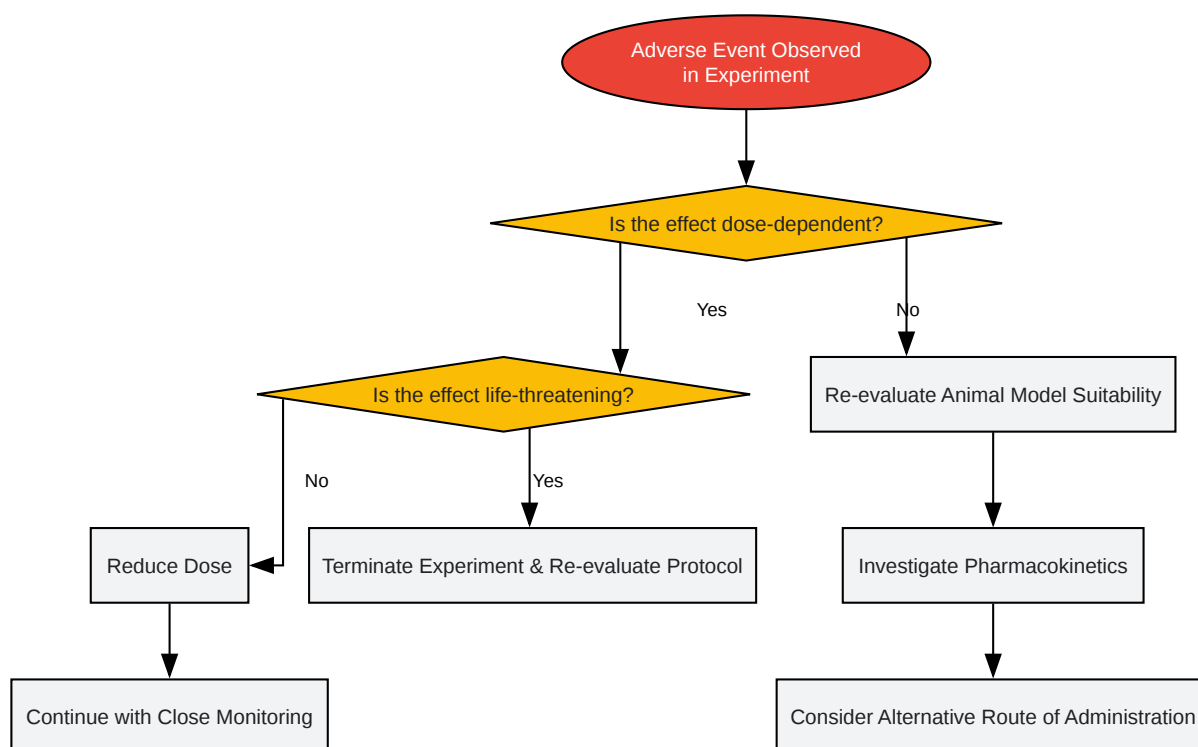 Adverse Event Observed
in Experiment
Is the effect dose-dependent?
Yes
No
Is the effect life-threatening?
Re-evaluate Animal Model Suitability
No
Yes
Reduce Dose
Terminate Experiment & Re-evaluate Protocol
Investigate Pharmacokinetics
Continue with Close Monitoring
Consider Alternative Route of Administration